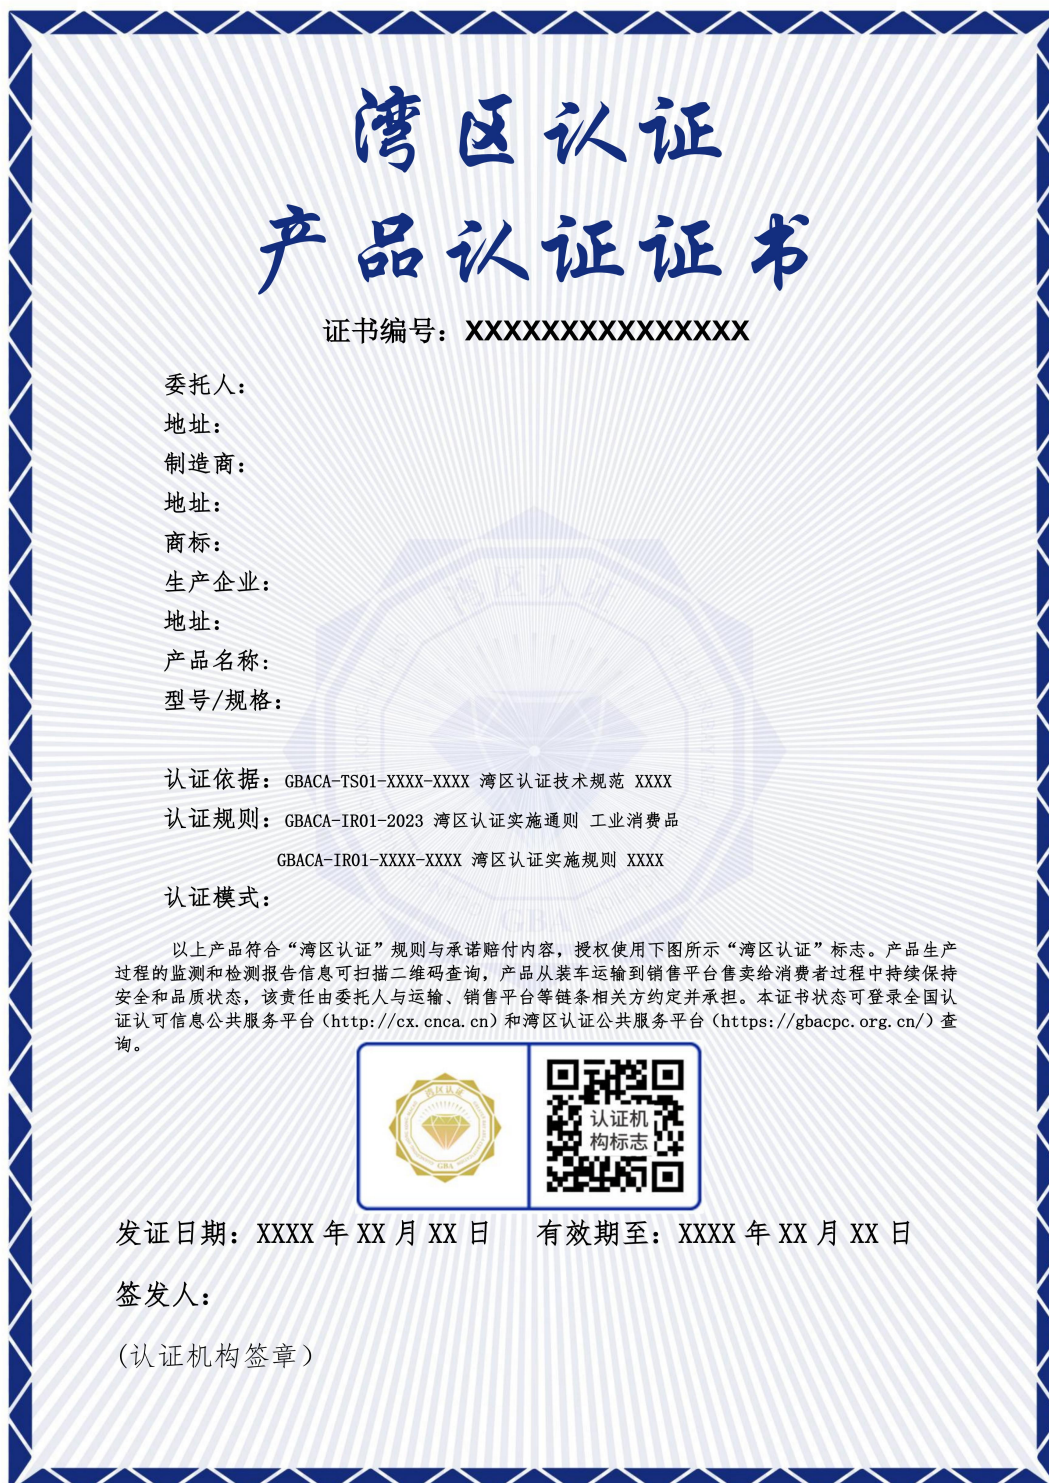 湾区认证
产品认证证书
证书编号：XXXXXXXXXXXXXXX
委托人：
地址：
制造商：
地址：
商标：
生产企业：
地址：
产品名称:
型号/规格：
认证依据：GBACA-TS01-XXXX-XXXX 湾区认证技术规范 XXXX
认证规则：GBACA-IR01-2023 湾区认证实施通则 工业消费品
GBACA-IR01-XXXX-XXXX 湾区认证实施规则 XXXX
认证模式：
以上产品符合“湾区认证”规则与承诺赔付内容，授权使用下图所示“湾区认证”标志。产品生产
过程的监测和检测报告信息可扫描二维码查询，产品从装车运输到销售平台售卖给消费者过程中持续保持
安全和品质状态，该责任由委托人与运输、销售平台等链条相关方约定并承担。本证书状态可登录全国认
证认可信息公共服务平台（http://cx.cnca.cn）和湾区认证公共服务平台（https://gbacpc.org.cn/）查
询。
湾区认证
GBA
认证机
构标志
发证日期：XXXX 年 XX 月 XX 日 有效期至：XXXX 年 XX 月 XX 日
签发人：
(认证机构签章）